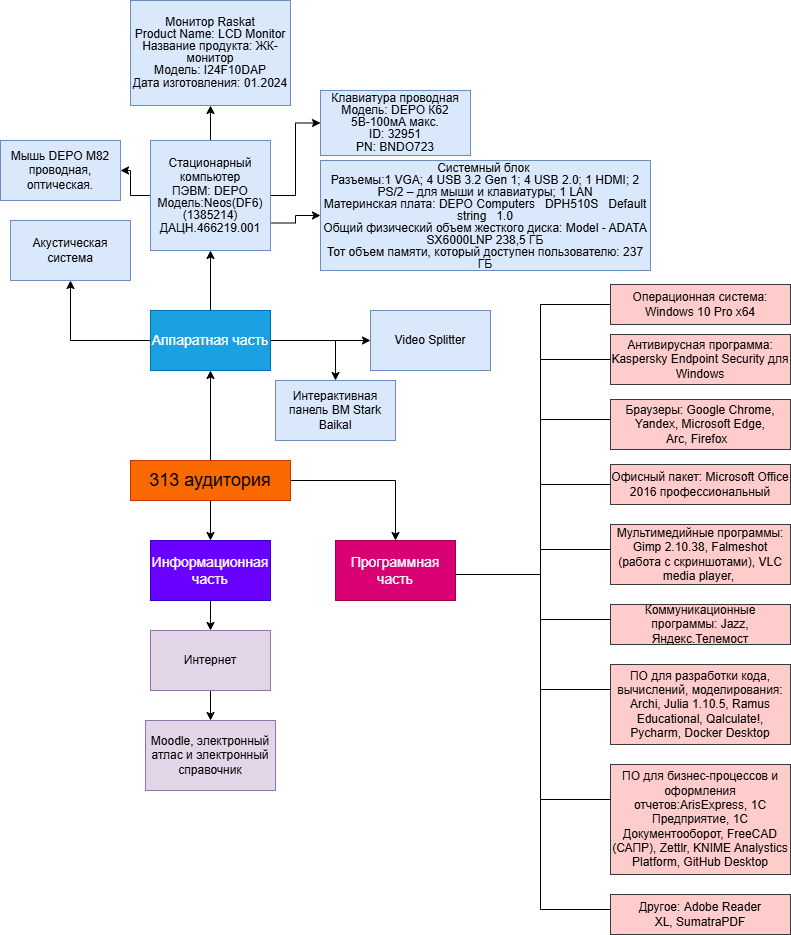 Монитор Raskat
Product Name: LCD Monitor
Название продукта: ЖК-
монитор
Модель: I24F10DAP
Дата изготовления: 01.2024
Клавиатура проводная
Модель: DEPO K62
5В-100мА макс.
ID: 32951
PN: BNDO723
Мышь DEPO M82
проводная,
оптическая.
Стационарный
компьютер
ПЭВМ: DEPO
Модель:Neos(DF6)
(1385214)
ДАЦН.466219.001
Системный блок
Разъемы:1 VGA; 4 USB 3.2 Gen 1; 4 USB 2.0; 1 HDMI; 2
PS/2 – для мыши и клавиатуры; 1 LAN
Материнская плата: DEPO Computers DPH510S Default
string 1.0
Общий физический объем жесткого диска: Model - ADATA
SX6000LNP 238,5 ГБ
Тот объем памяти, который доступен пользователю: 237
ГБ
Акустическая
система
Аппаратная часть
Video Splitter
Интерактивная
панель BM Stark
Baikal
313 аудитория
Информационная
часть
Программная
часть
Интернет
Moodle, электронный
атлас и электронный
справочник
Операционная система:
Windows 10 Pro x64
Антивирусная программа:
Kaspersky Endpoint Security для
Windows
Браузеры: Google Chrome,
Yandex, Microsoft Edge,
Arc, Firefox
Офисный пакет: Microsoft Office
2016 профессиональный
Мультимедийные программы:
Gimp 2.10.38, Falmeshot
(работа с скриншотами), VLC
media player,
Коммуникационные
программы: Jazz,
Яндекс.Телемост
ПО для разработки кода,
вычислений, моделирования:
Archi, Julia 1.10.5, Ramus
Educational, Qalculate!,
Pycharm, Docker Desktop
ПО для бизнес-процессов и
оформления
отчетов:ArisExpress, 1С
Предприятие, 1С
Документооборот, FreeCAD
(САПР), Zettlr, KNIME Analystics
Platform, GitHub Desktop
Другое: Adobe Reader
XL, SumatraPDF